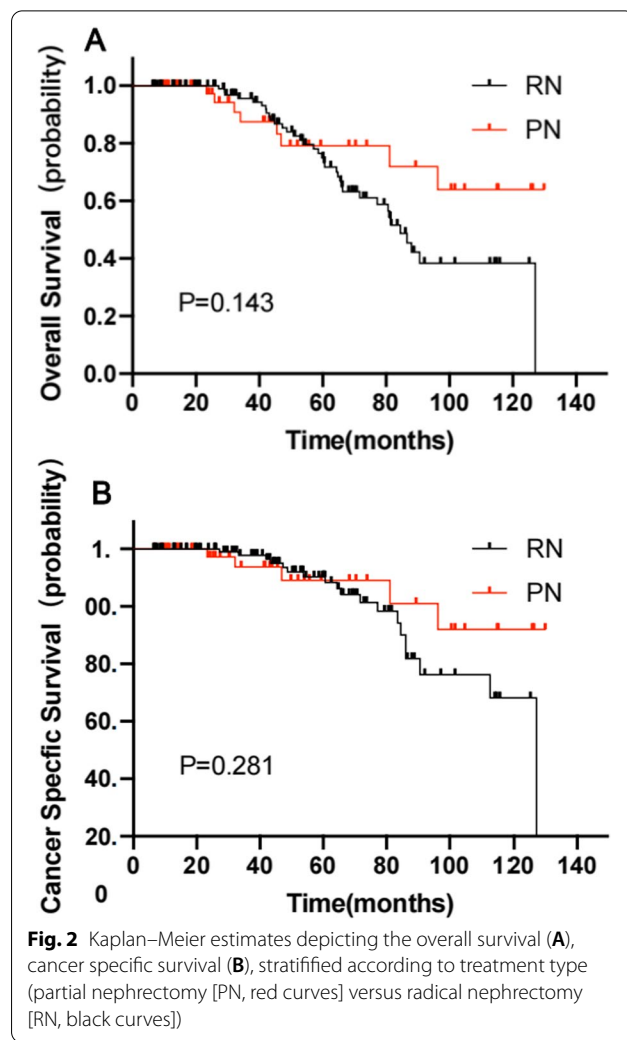 A
Overall Survival (probability)
1.0
0.8
0.6
0.4
0.2
0.0
RN
PN
P=0.143
0 20 40 60 80 100 120 140
Time(months)
B
Cancer Specfic Survival (probability)
1.
00.
80.
60.
40.
20.
0
RN
PN
P=0.281
0 20 40 60 80 100 120 140
Time(months)
Fig. 2 Kaplan–Meier estimates depicting the overall survival (A),
cancer specific survival (B), stratifified according to treatment type
(partial nephrectomy [PN, red curves] versus radical nephrectomy
[RN, black curves])